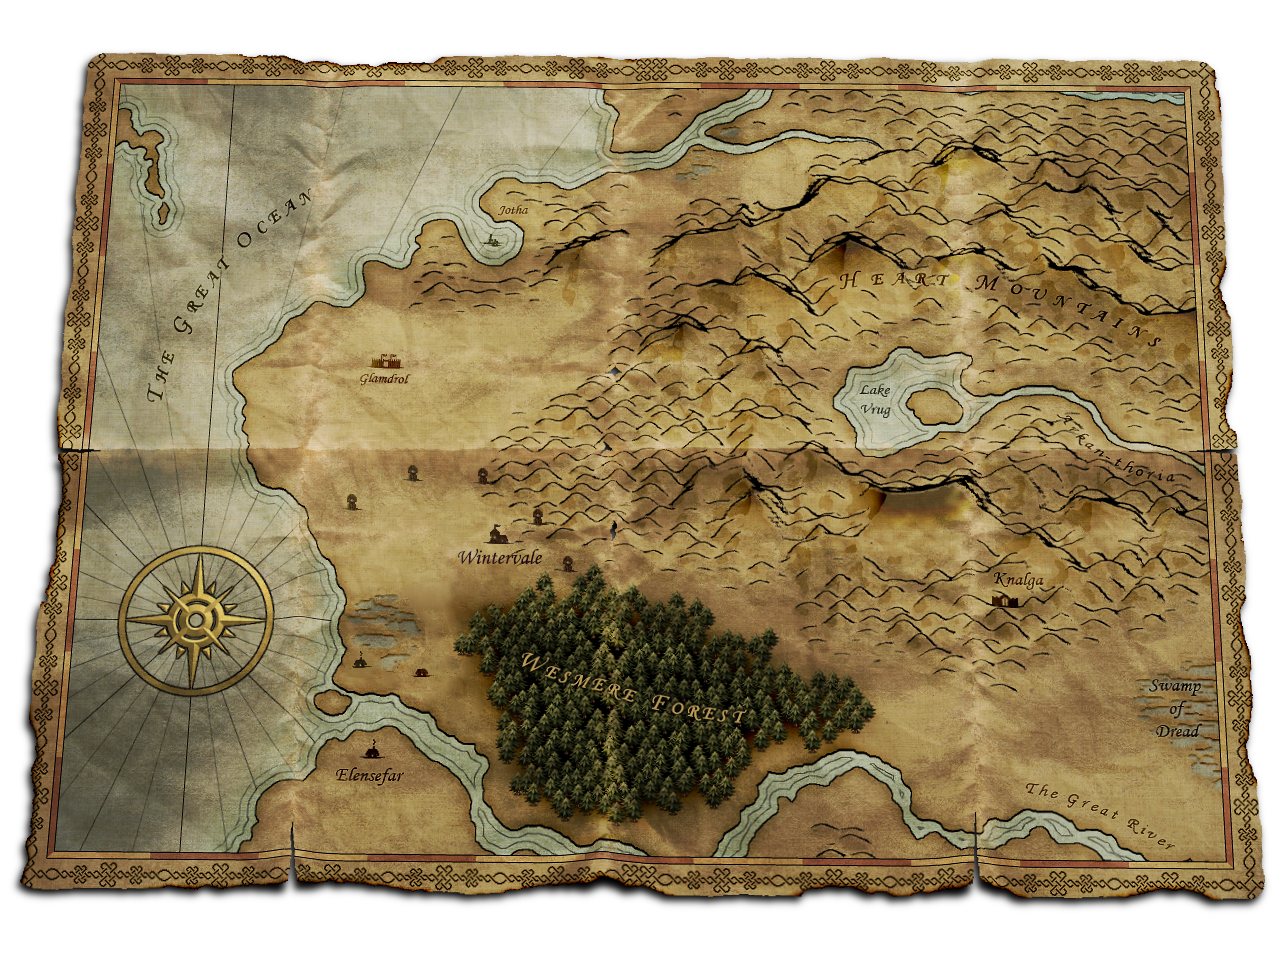 Jotha
THE GREAT OCEAN
HEART MOUNTAINS
Glamdrol
Lake
Vrug
Arkan-thoria
Wintervale
Knalga
WESMERE FOREST
Swamp
of
Dread
Elensefar
The Great River